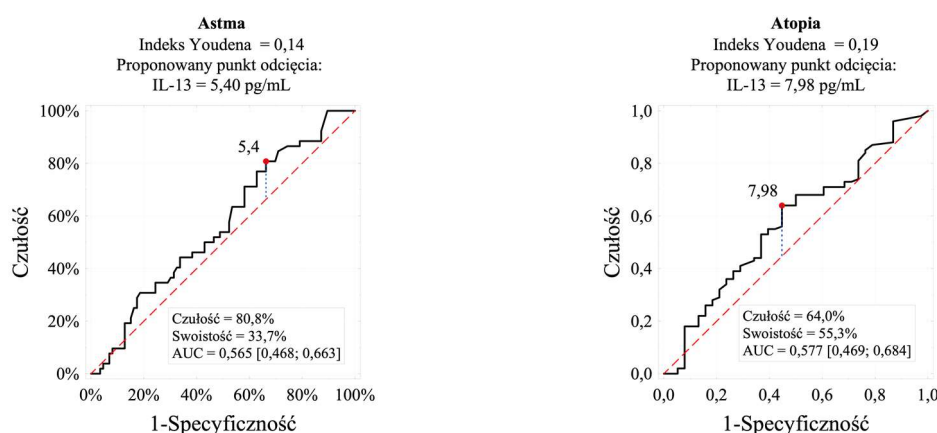 Astma
Indeks Youdena = 0,14
Proponowany punkt odcięcia:
IL-13 = 5,40 pg/mL
100%
80%
60%
40%
20%
0%
Czułość
5,4
Czułość = 80,8%
Swoistość = 33,7%
AUC = 0,565 [0,468; 0,663]
0% 20% 40% 60% 80% 100%
1-Specyficzność
Atopia
Indeks Youdena = 0,19
Proponowany punkt odcięcia:
IL-13 = 7,98 pg/mL
1,0
0,8
0,6
0,4
0,2
0,0
Czułość
7,98
Czułość = 64,0%
Swoistość = 55,3%
AUC = 0,577 [0,469; 0,684]
0,0 0,2 0,4 0,6 0,8 1,0
1-Specyficzność